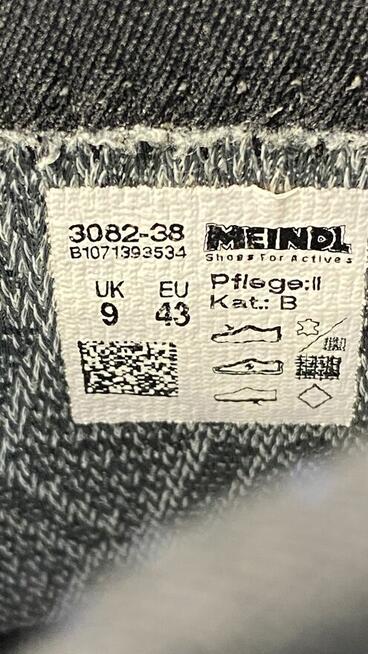 3082-38
B1071393534
UK EU
9 43
MEINDL
Shoes For Actives
Pflege:II
Kat.: B